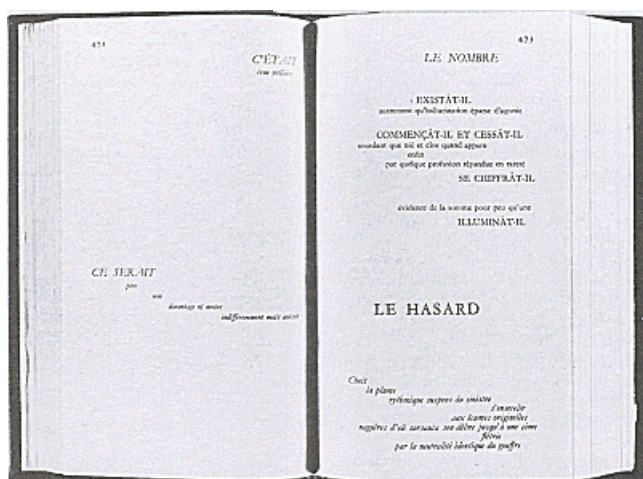 472
C'ÉTAIT
CE SERAIT
pire
non
davantage ni moins
indifféremment mais autant
473
LE NOMBRE
EXISTÂT-IL
autrement qu'hallucination éparse d'agonie
COMMENÇÂT-IL ET CESSÂT-IL
sourdant que nié et clos quand apparu
enfin
par quelque profusion répandue en rareté
SE CHIFFRÂT-IL
évidence de la somme pour peu qu'une
ILLUMINÂT-IL
LE HASARD
Choit
la plume
rythmique suspens du sinistre
s'ensevelir
aux écumes originelles
naguères d'où sursauta son délire jusqu'à une cime
flétrie
par la neutralité identique du gouffre